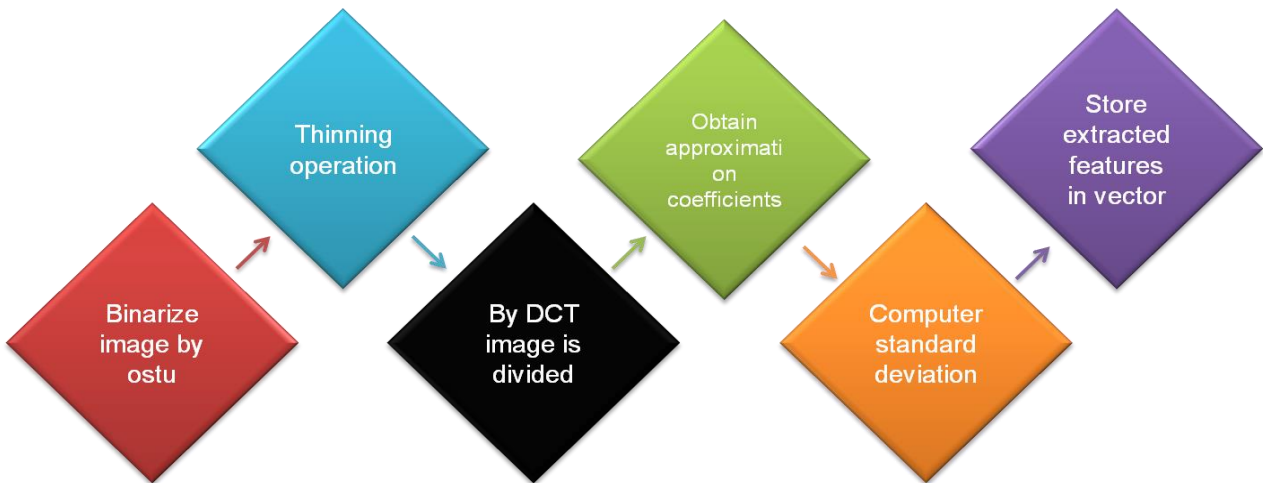 Binarize
image by
ostu
Thinning
operation
By DCT
image is
divided
Obtain
approximati
on
coefficients
Computer
standard
deviation
Store
extracted
features
in vector